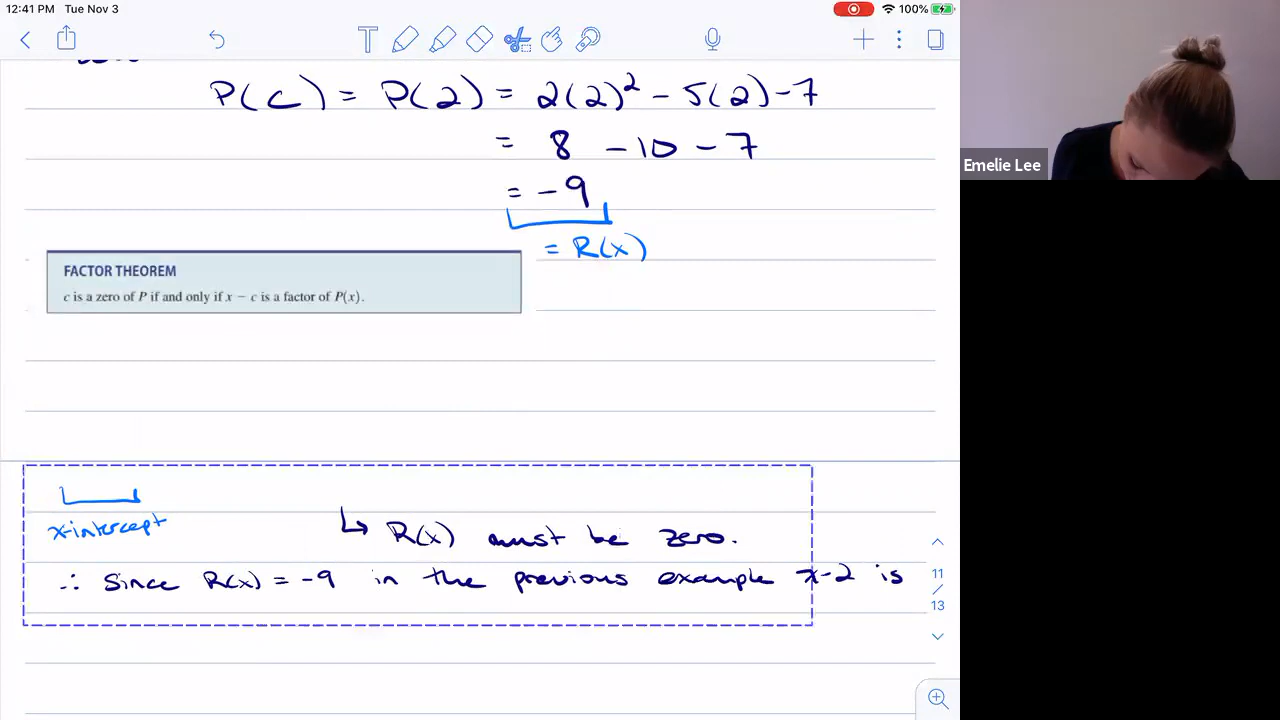 12:41 PM Tue Nov 3
100%
P(c) = P(2) = 2(2)² - 5(2) - 7
= 8 - 10 - 7
= -9
= R(x)
FACTOR THEOREM
c is a zero of P if and only if x − c is a factor of P(x).
x-intercept
↳ R(x) must be zero.
∴ Since R(x) = -9 in the previous example x-2 is
11
/
13
Emelie Lee